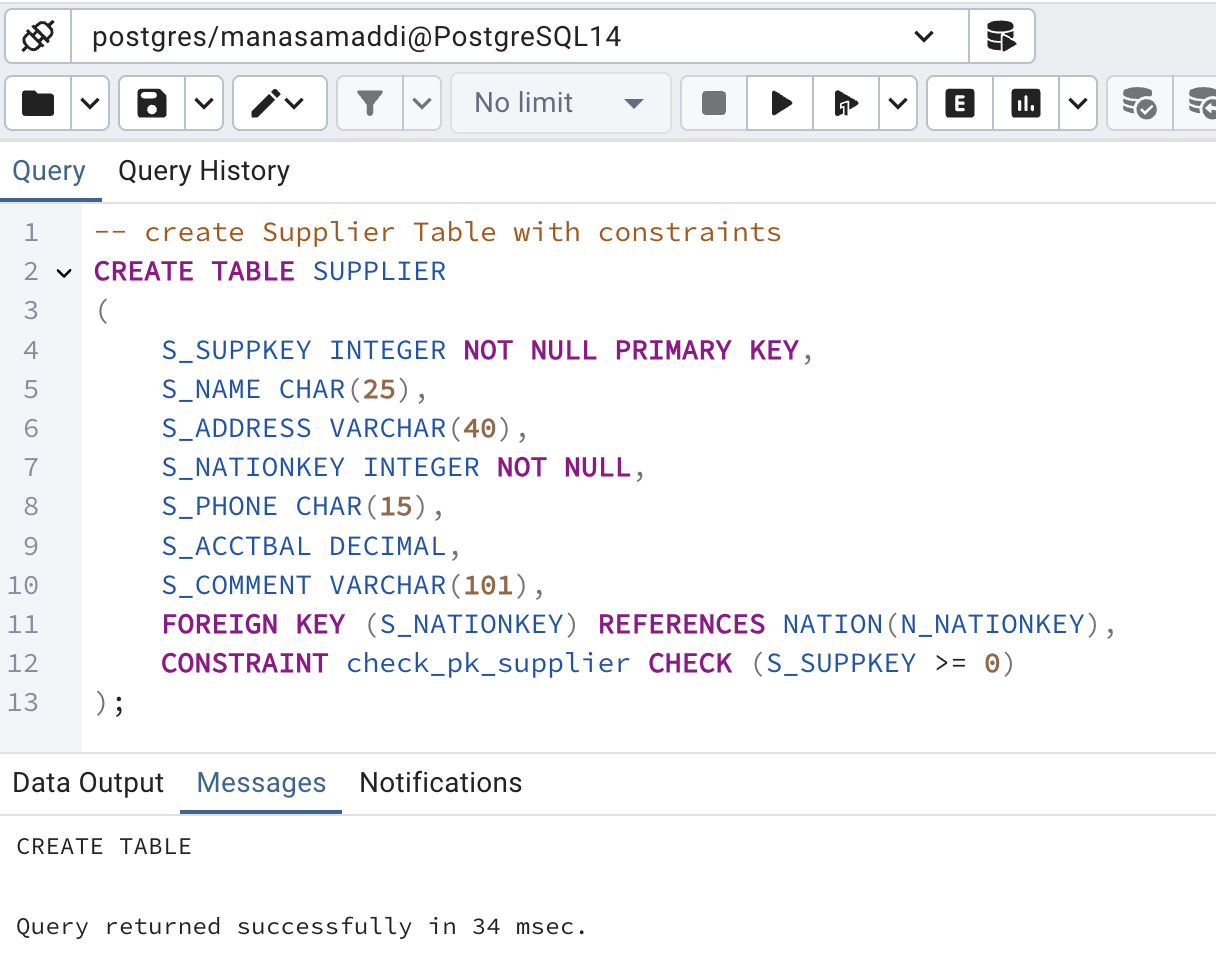 postgres/manasamaddi@PostgreSQL14
No limit
E
Query Query History
1 -- create Supplier Table with constraints
2 CREATE TABLE SUPPLIER
3 (
4 S_SUPPKEY INTEGER NOT NULL PRIMARY KEY,
5 S_NAME CHAR(25),
6 S_ADDRESS VARCHAR(40),
7 S_NATIONKEY INTEGER NOT NULL,
8 S_PHONE CHAR(15),
9 S_ACCTBAL DECIMAL,
10 S_COMMENT VARCHAR(101),
11 FOREIGN KEY (S_NATIONKEY) REFERENCES NATION(N_NATIONKEY),
12 CONSTRAINT check_pk_supplier CHECK (S_SUPPKEY >= 0)
13 );
Data Output Messages Notifications
CREATE TABLE
Query returned successfully in 34 msec.